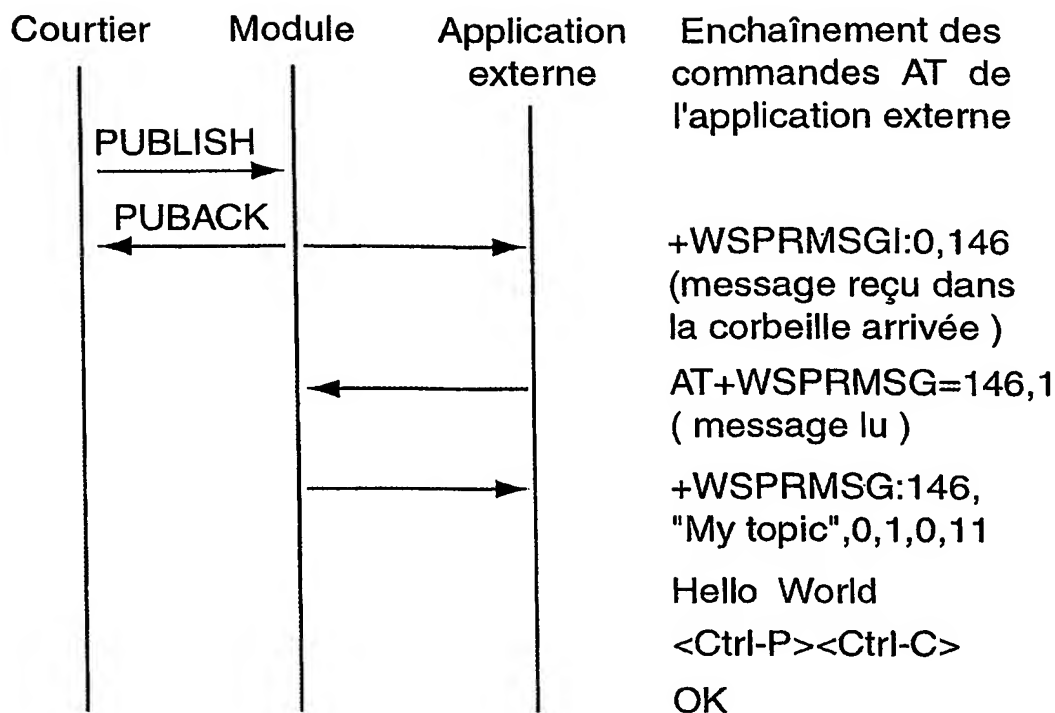 Courtier Module Application externe
Enchaînement des
commandes AT de
l'application externe
PUBLISH
PUBACK
+WSPRMSGI:0,146
(message reçu dans
la corbeille arrivée )
AT+WSPRMSG=146,1
( message lu )
+WSPRMSG:146,
"My topic",0,1,0,11
Hello World
<Ctrl-P><Ctrl-C>
OK